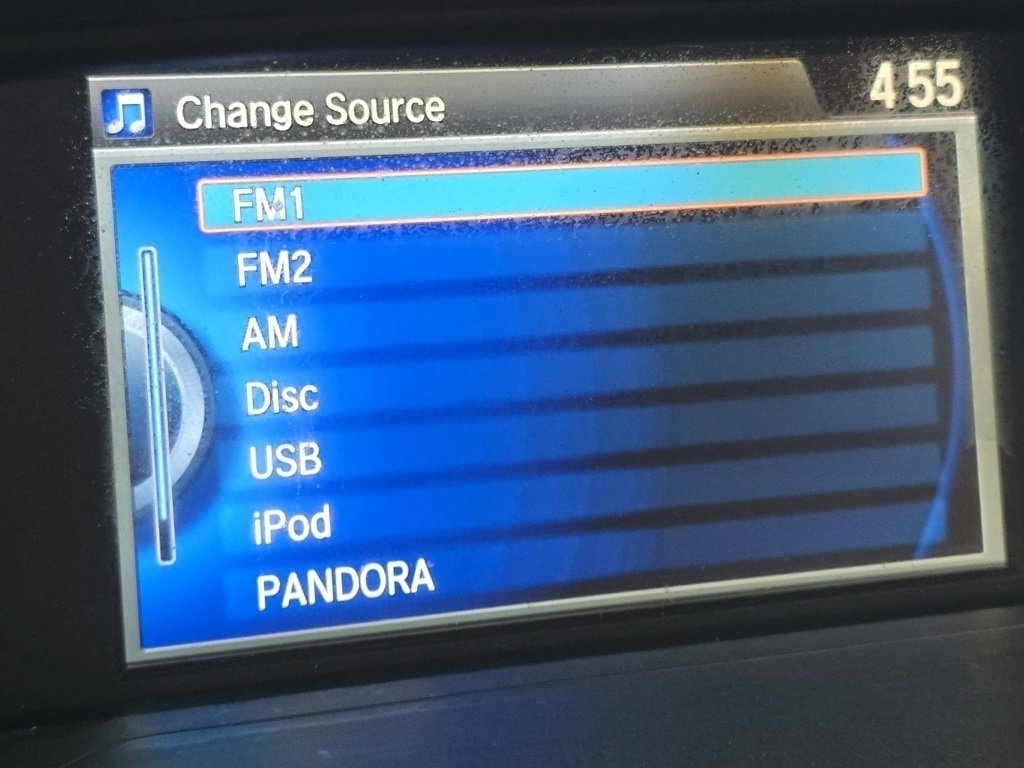 Change Source
4 55
FM1
FM2
AM
Disc
USB
iPod
PANDORA